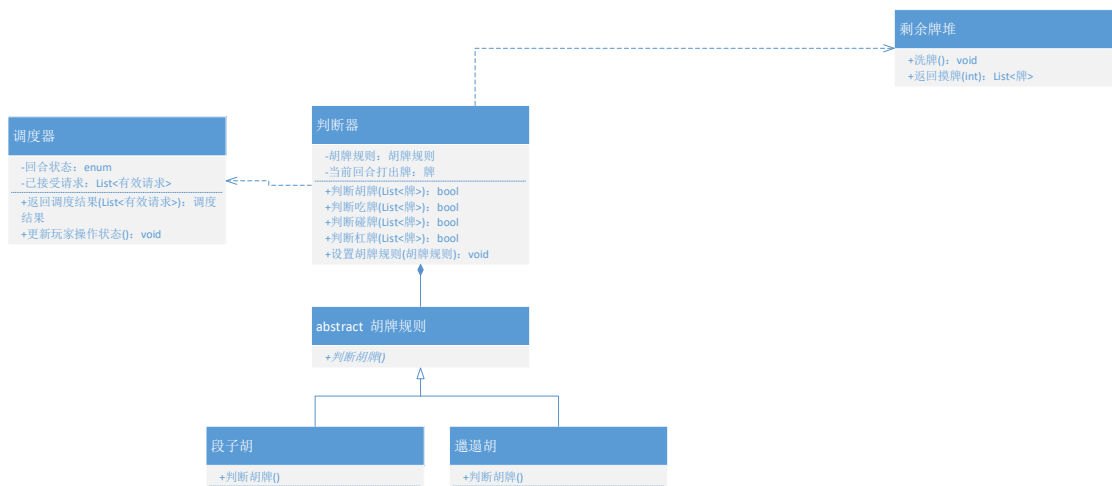 剩余牌堆
+洗牌(): void
+返回摸牌(int): List<牌>
调度器
-回合状态: enum
-已接受请求: List<有效请求>
+返回调度结果(List<有效请求>): 调度
结果
+更新玩家操作状态(): void
判断器
-胡牌规则: 胡牌规则
-当前回合打出牌: 牌
+判断胡牌(List<牌>): bool
+判断吃牌(List<牌>): bool
+判断碰牌(List<牌>): bool
+判断杠牌(List<牌>): bool
+设置胡牌规则(胡牌规则): void
abstract 胡牌规则
+判断胡牌()
段子胡
+判断胡牌()
邋遢胡
+判断胡牌()